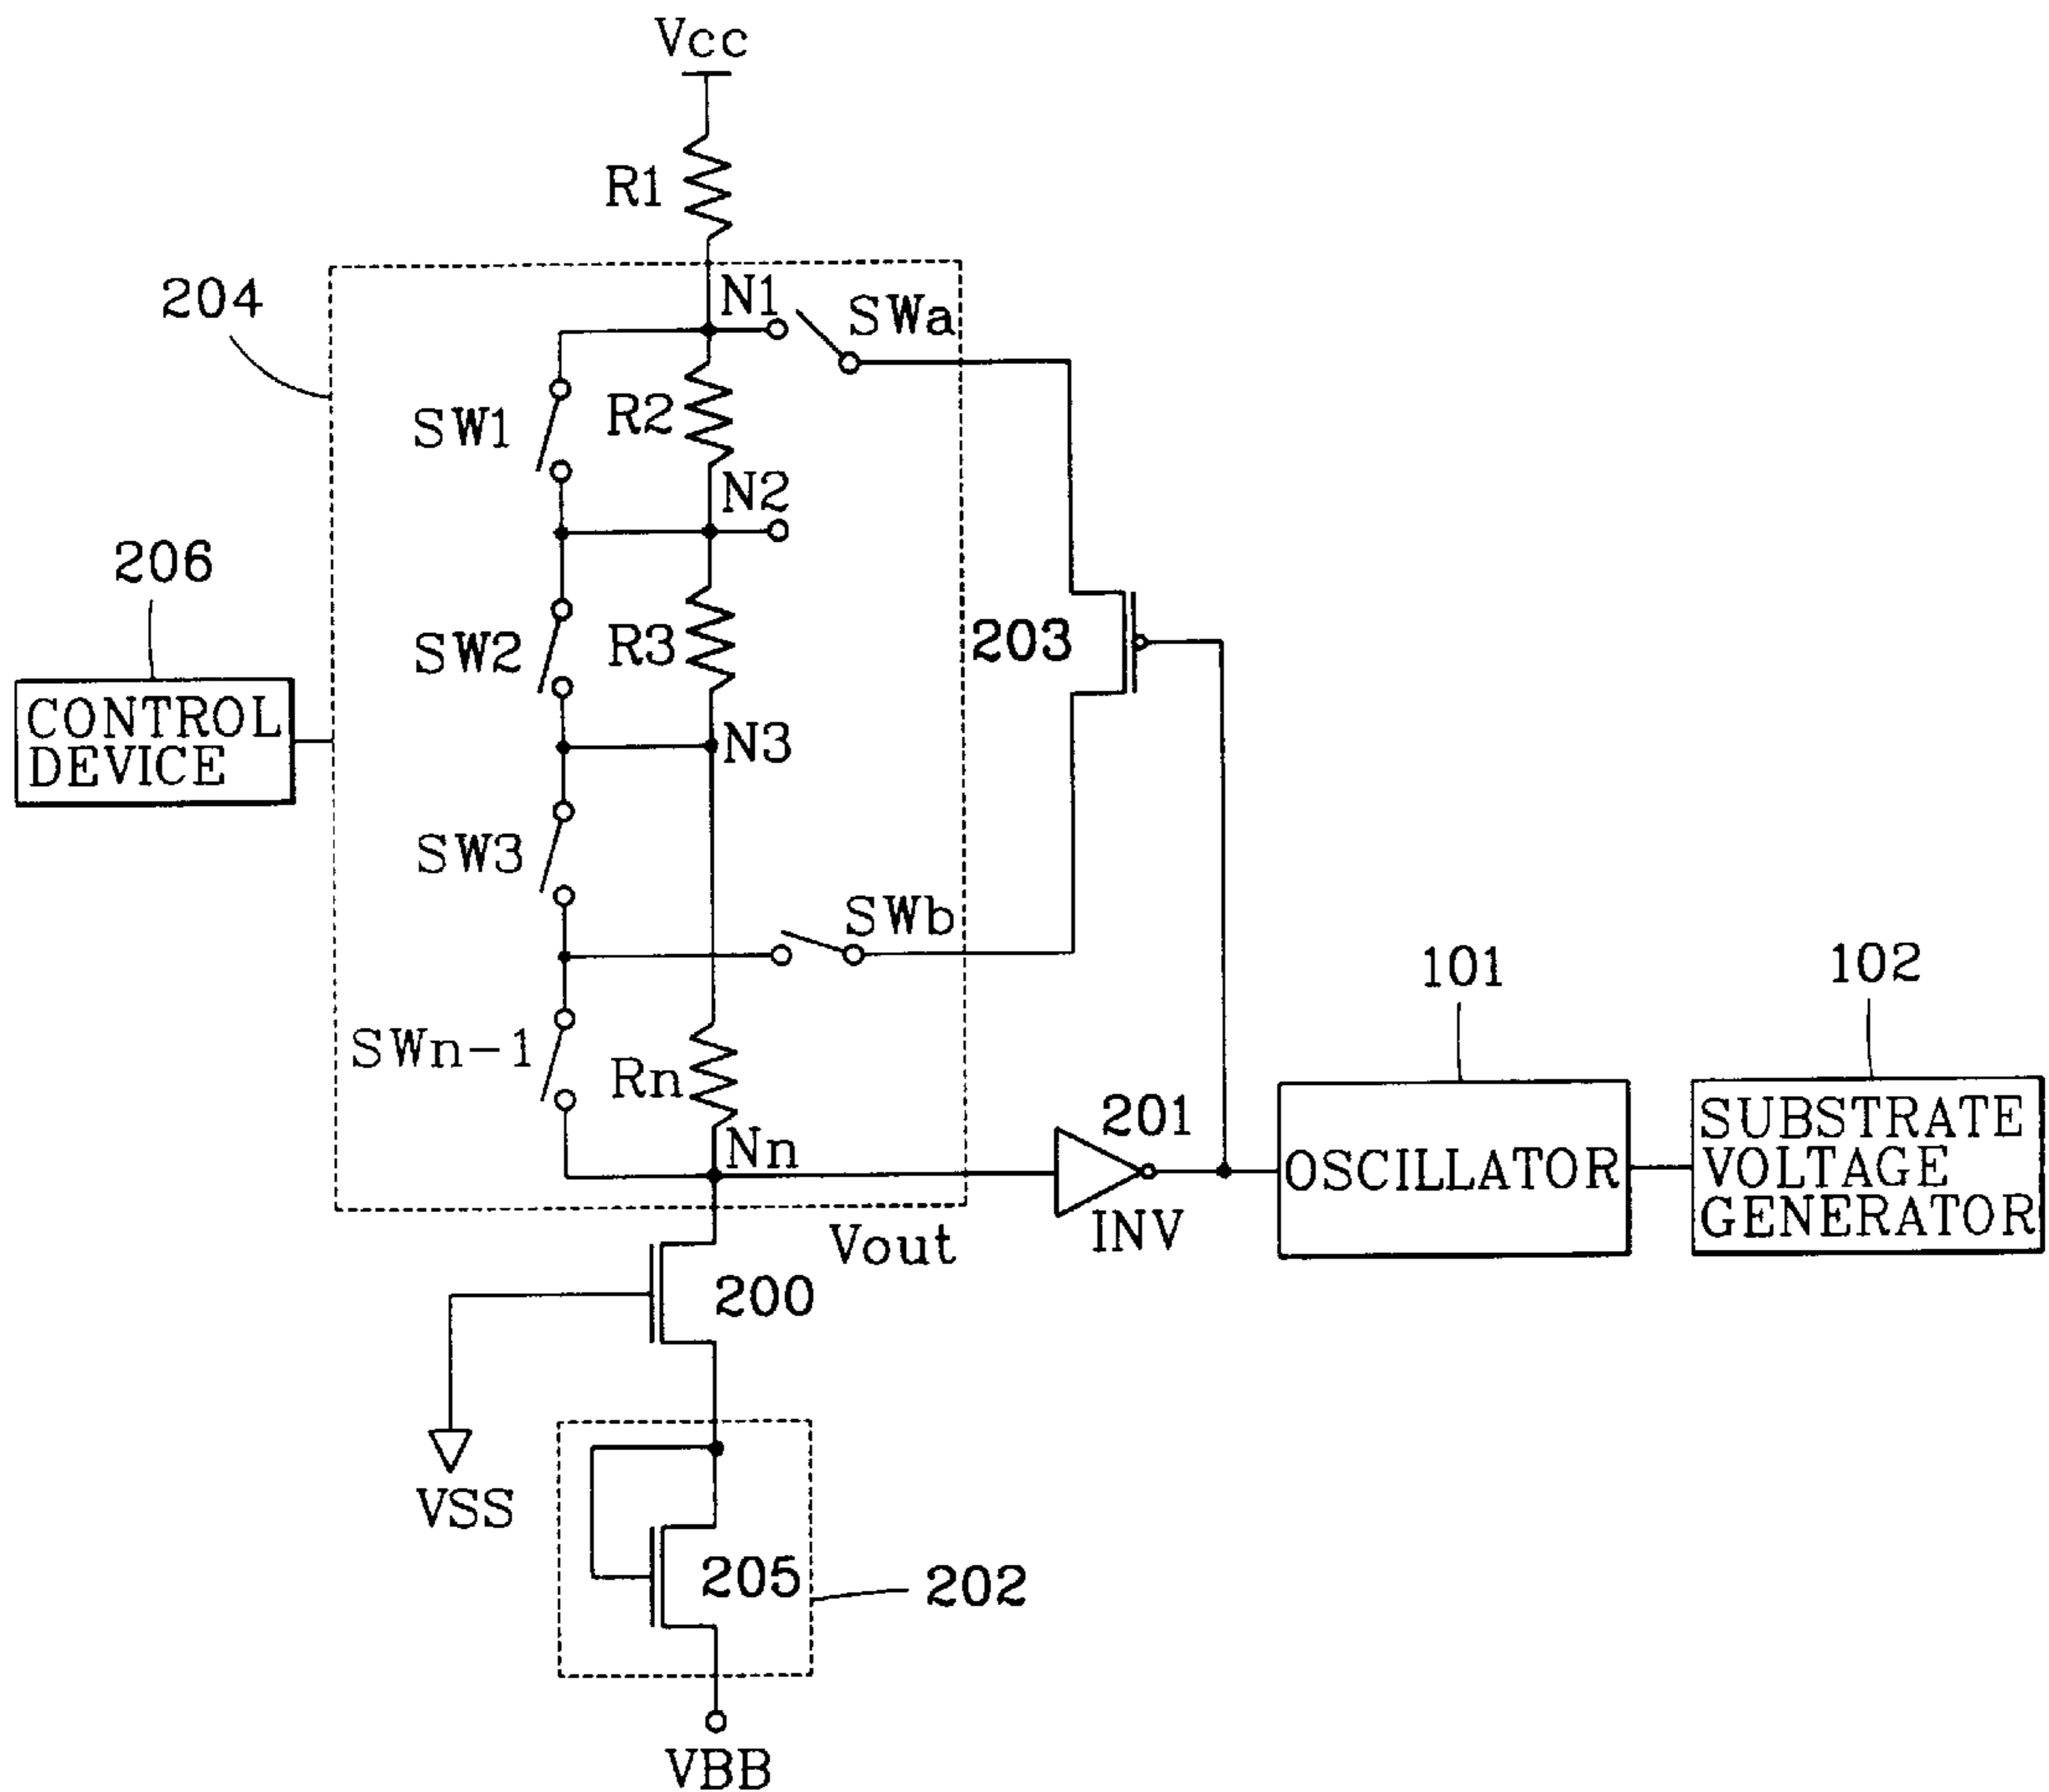 Vcc
R1
204
N1
SWa
SW1
R2
N2
206
CONTROL
DEVICE
SW2
R3
203
N3
SW3
SWb
101
102
SWn-1
Rn
Nn
201
INV
OSCILLATOR
SUBSTRATE
VOLTAGE
GENERATOR
Vout
200
VSS
205
202
VBB